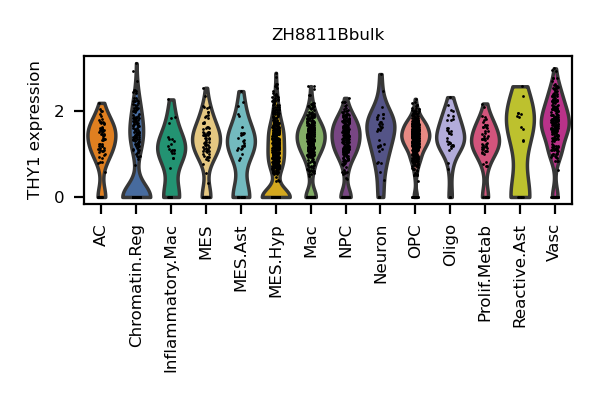 ZH8811Bbulk
THY1 expression
2
0
AC
Chromatin.Reg
Inflammatory.Mac
MES
MES.Ast
MES.Hyp
Mac
NPC
Neuron
OPC
Oligo
Prolif.Metab
Reactive.Ast
Vasc